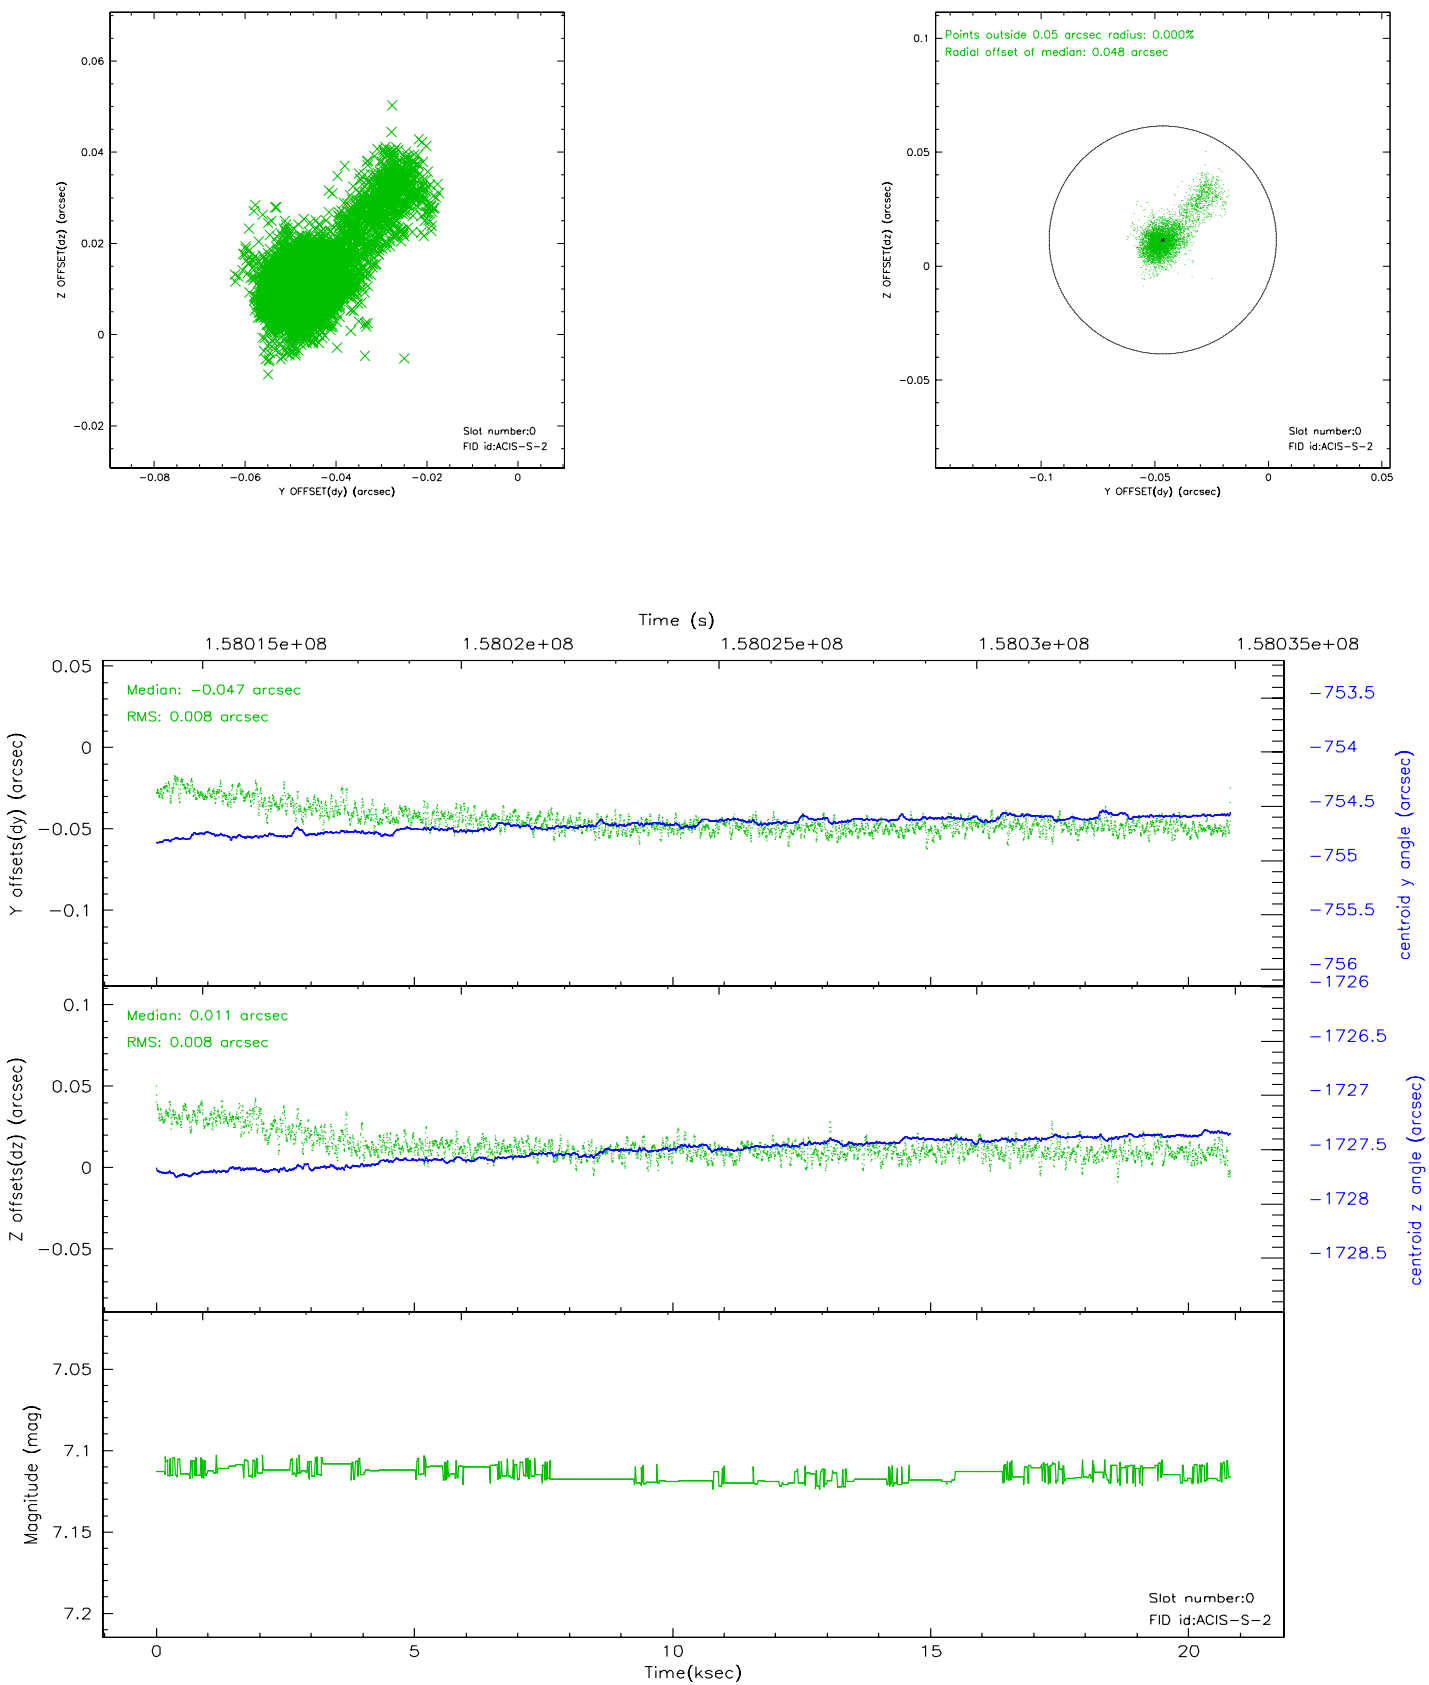 0.06
0.04
0.02
0
−0.02
Z OFFSET(dz) (arcsec)
−0.08
−0.06
−0.04
−0.02
0
Y OFFSET(dy) (arcsec)
Slot number:0
FID id:ACIS−S−2
Points outside 0.05 arcsec radius: 0.000%
Radial offset of median: 0.048 arcsec
0.1
0.05
0
−0.05
Z OFFSET(dz) (arcsec)
−0.1
−0.05
0
0.05
Y OFFSET(dy) (arcsec)
Slot number:0
FID id:ACIS−S−2
Time (s)
1.58015e+08
1.5802e+08
1.58025e+08
1.5803e+08
1.58035e+08
Median: −0.047 arcsec
RMS: 0.008 arcsec
0.05
0
−0.05
−0.1
Y offsets(dy) (arcsec)
−753.5
−754
−754.5
−755
−755.5
−756
centroid y angle (arcsec)
Median: 0.011 arcsec
RMS: 0.008 arcsec
0.1
0.05
0
−0.05
Z offsets(dz) (arcsec)
−1726
−1726.5
−1727
−1727.5
−1728
−1728.5
centroid z angle (arcsec)
7.05
7.1
7.15
7.2
Magnitude (mag)
Slot number:0
FID id:ACIS−S−2
0
5
10
15
20
Time(ksec)